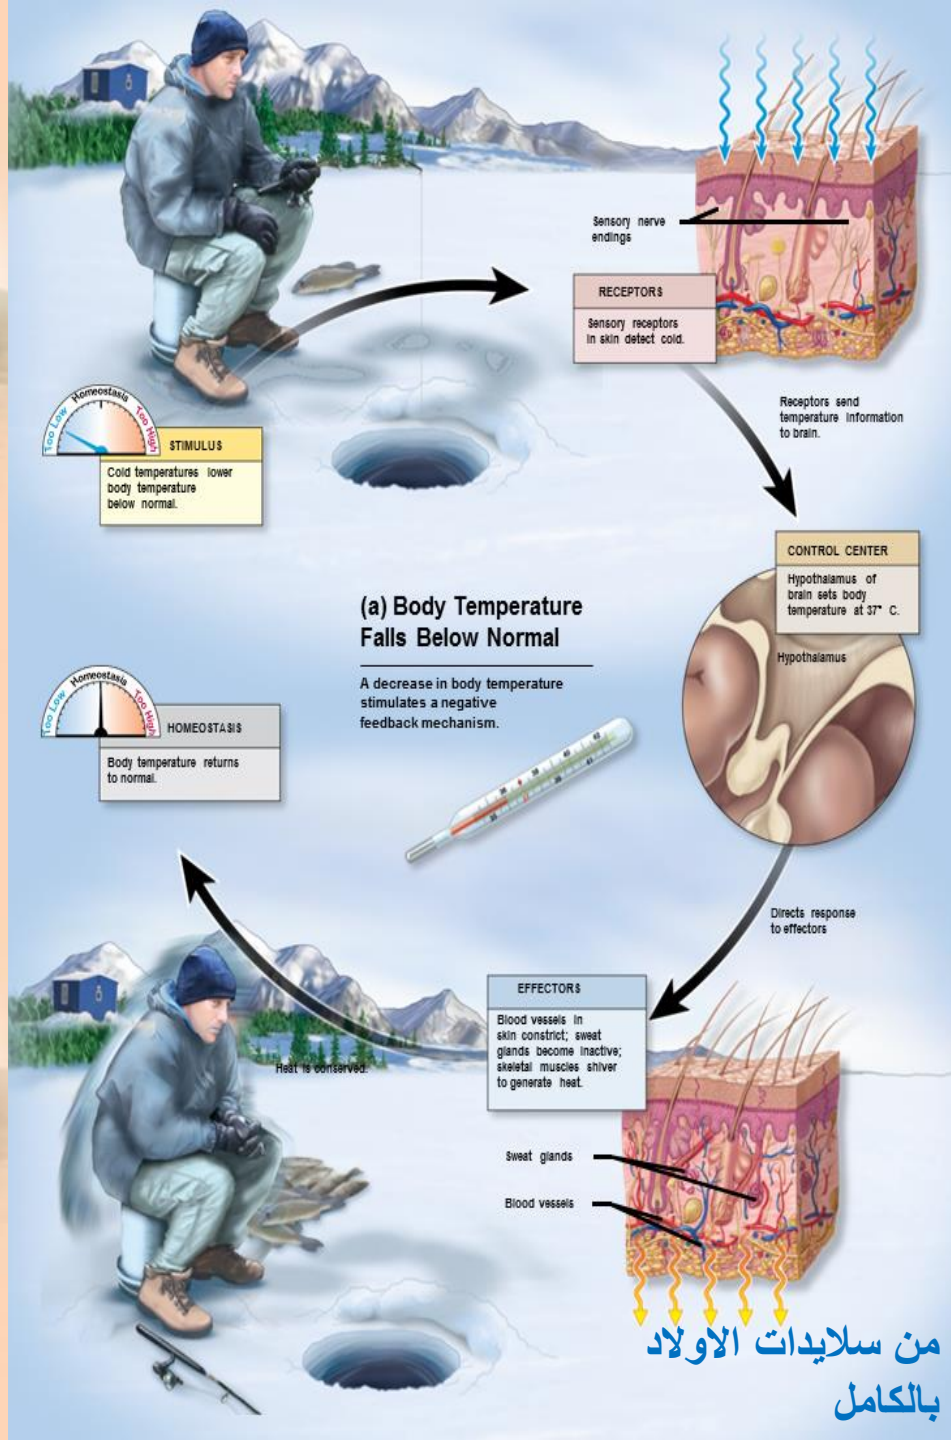 Sensory nerve
endings
RECEPTORS
Sensory receptors
in skin detect cold.
Receptors send
temperature information
to brain.
Too Low
Homeostasis
Too High
STIMULUS
Cold temperatures lower
body temperature
below normal.
CONTROL CENTER
Hypothalamus of
brain sets body
temperature at 37° C.
Hypothalamus
(a) Body Temperature
Falls Below Normal
A decrease in body temperature
stimulates a negative
feedback mechanism.
Too Low
Homeostasis
Too High
HOMEOSTASIS
Body temperature returns
to normal.
Directs response
to effectors
EFFECTORS
Blood vessels in
skin constrict; sweat
glands become inactive;
skeletal muscles shiver
to generate heat.
Heat is conserved.
Sweat glands
Blood vessels
من سلايدات الاولاد
بالكامل